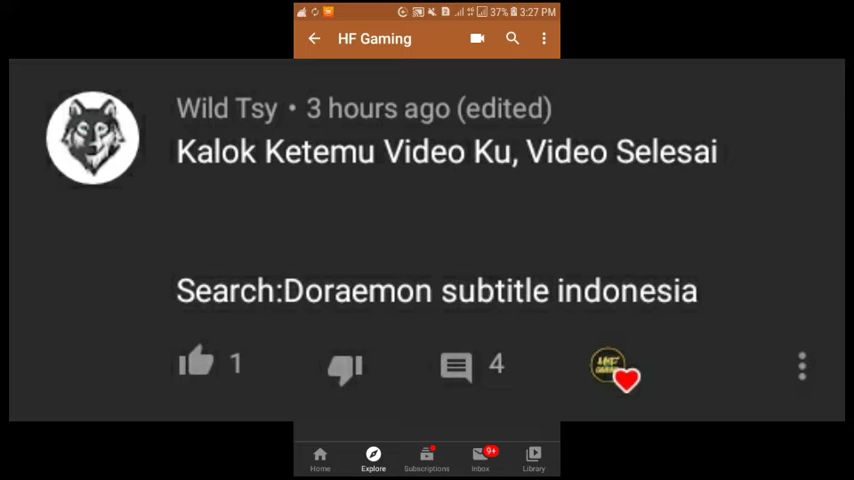 37% 3:27 PM
HF Gaming
Wild Tsy • 3 hours ago (edited)
Kalok Ketemu Video Ku, Video Selesai
Search:Doraemon subtitle indonesia
1 4
9+
Home Explore Subscriptions Inbox Library